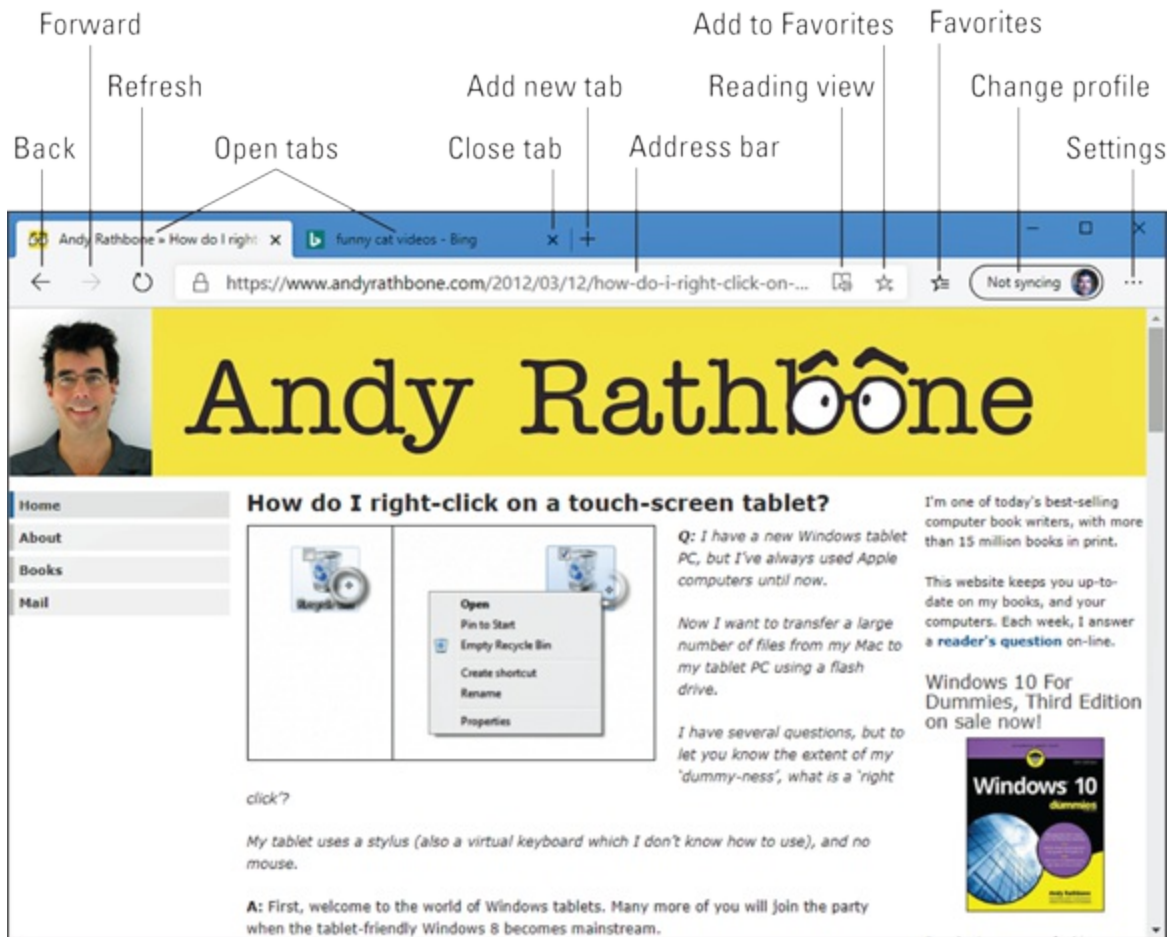 Forward
Add to Favorites
Favorites
Refresh
Add new tab
Reading view
Change profile
Back
Open tabs
Close tab
Address bar
Settings
Andy Rathbone » How do I right
funny cat videos - Bing
https://www.andyrathbone.com/2012/03/12/how-do-i-right-click-on-...
Not syncing
Andy Rathbone
Home
About
Books
Mail
How do I right-click on a touch-screen tablet?
Recycle Bin
Open
Pin to Start
Empty Recycle Bin
Create shortcut
Rename
Properties
Q: I have a new Windows tablet
PC, but I've always used Apple
computers until now.
Now I want to transfer a large
number of files from my Mac to
my tablet PC using a flash
drive.
I have several questions, but to
let you know the extent of my
'dummy-ness', what is a 'right
click'?
My tablet uses a stylus (also a virtual keyboard which I don't know how to use), and no
mouse.
A: First, welcome to the world of Windows tablets. Many more of you will join the party
when the tablet-friendly Windows 8 becomes mainstream.
I'm one of today's best-selling
computer book writers, with more
than 15 million books in print.
This website keeps you up-to-
date on my books, and your
computers. Each week, I answer
a reader's question on-line.
Windows 10 For
Dummies, Third Edition
on sale now!
Windows 10
dummies
Andy Rathbone